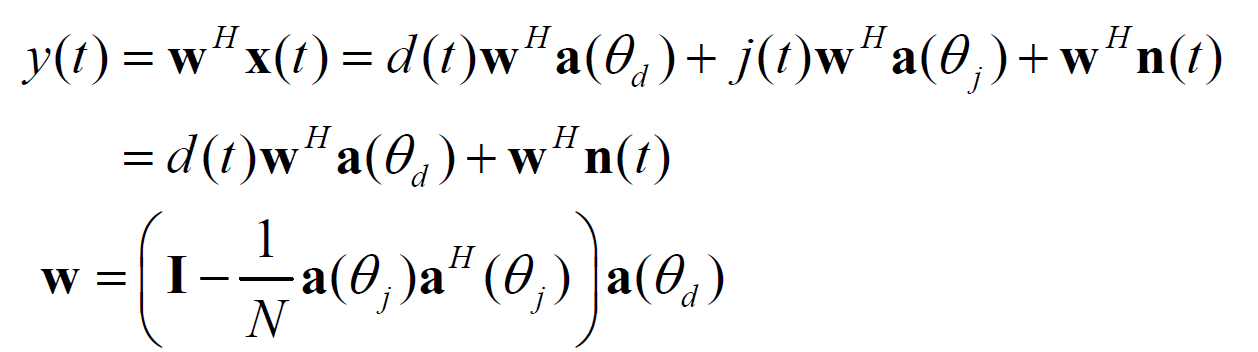 y(t) = w^H x(t) = d(t)w^H a(θ_d) + j(t)w^H a(θ_j) + w^H n(t)
= d(t)w^H a(θ_d) + w^H n(t)
w = (I − 1/N a(θ_j)a^H(θ_j))a(θ_d)